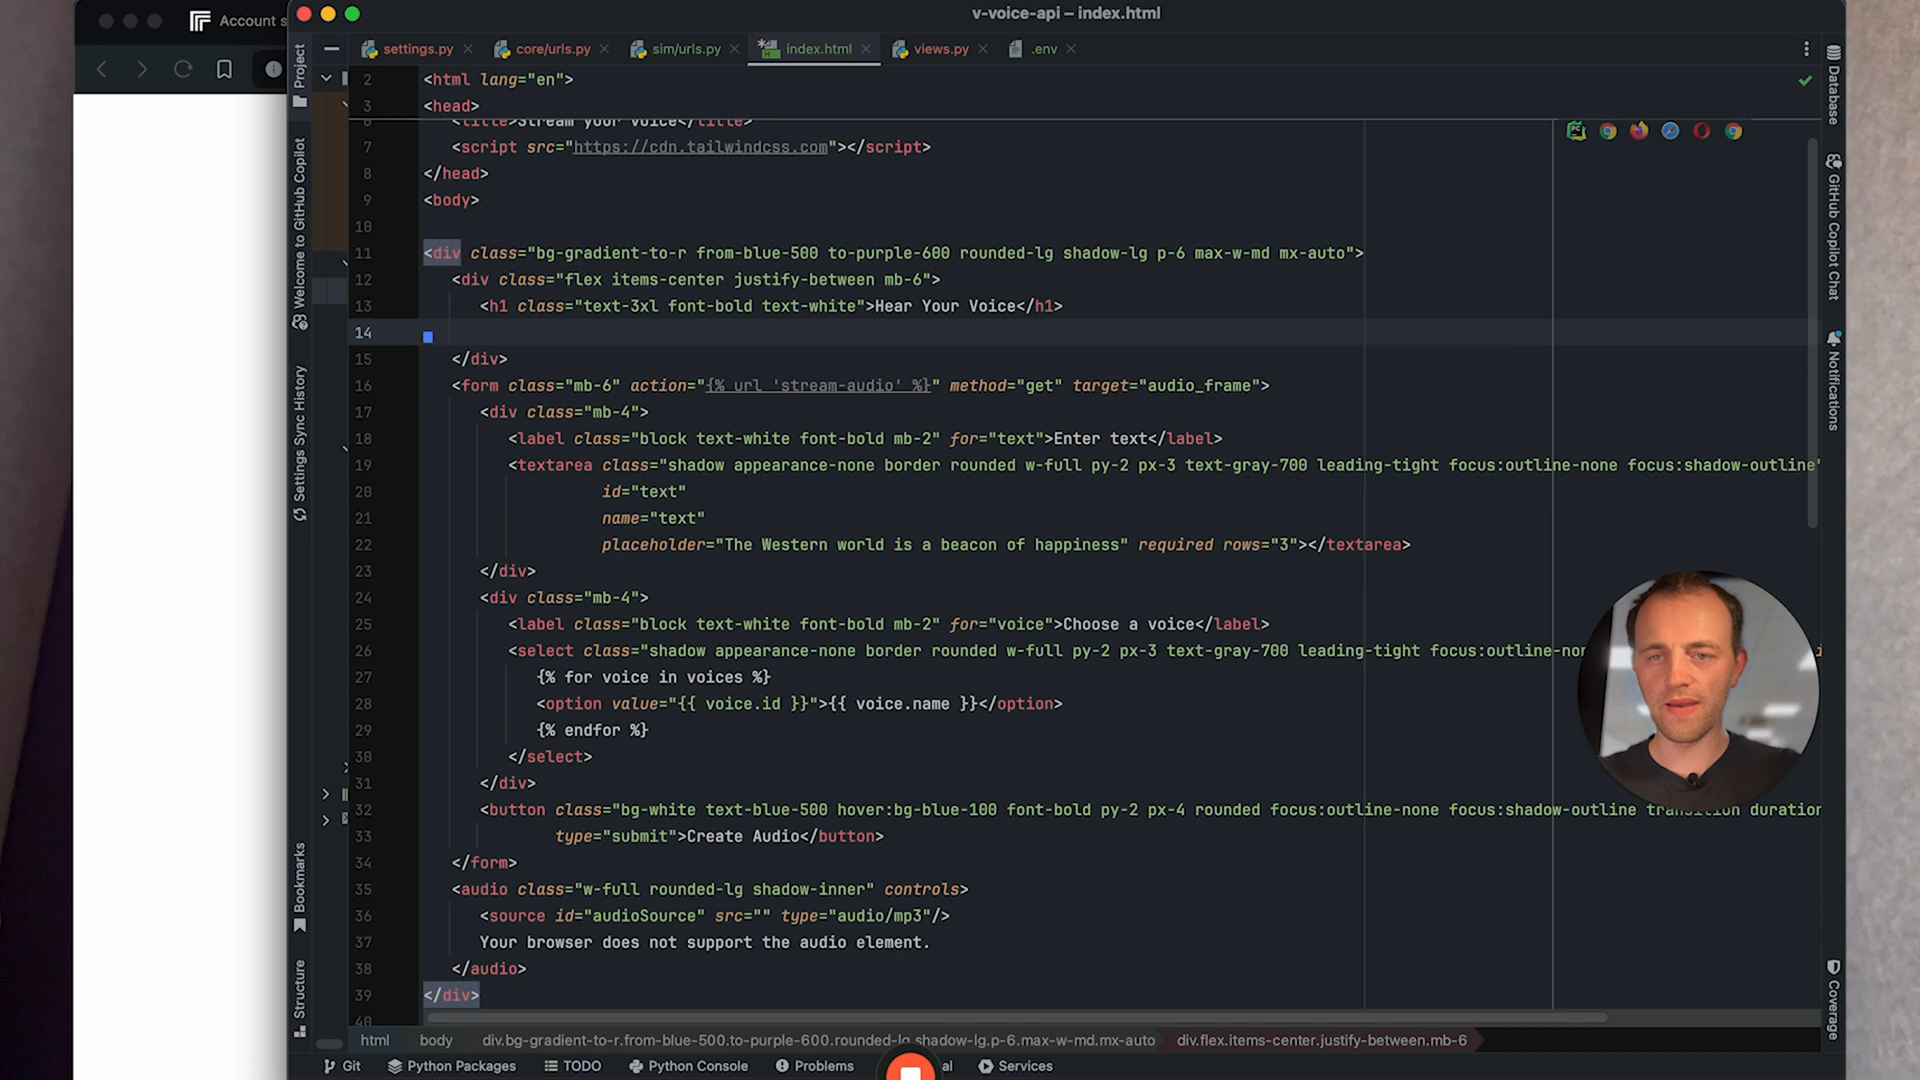 Account s
v-voice-api – index.html
settings.py
core/urls.py
sim/urls.py
index.html
views.py
.env
Project
Welcome to GitHub Copilot
Settings Sync History
Bookmarks
Structure
Database
GitHub Copilot Chat
Notifications
Coverage
2 <html lang="en">
3 <head>
6 <title>Stream your voice</title>
7 <script src="https://cdn.tailwindcss.com"></script>
8 </head>
9 <body>
10
11 <div class="bg-gradient-to-r from-blue-500 to-purple-600 rounded-lg shadow-lg p-6 max-w-md mx-auto">
12 <div class="flex items-center justify-between mb-6">
13 <h1 class="text-3xl font-bold text-white">Hear Your Voice</h1>
14
15 </div>
16 <form class="mb-6" action="{% url 'stream-audio' %}" method="get" target="audio_frame">
17 <div class="mb-4">
18 <label class="block text-white font-bold mb-2" for="text">Enter text</label>
19 <textarea class="shadow appearance-none border rounded w-full py-2 px-3 text-gray-700 leading-tight focus:outline-none focus:shadow-outline"
20 id="text"
21 name="text"
22 placeholder="The Western world is a beacon of happiness" required rows="3"></textarea>
23 </div>
24 <div class="mb-4">
25 <label class="block text-white font-bold mb-2" for="voice">Choose a voice</label>
26 <select class="shadow appearance-none border rounded w-full py-2 px-3 text-gray-700 leading-tight focus:outline-non
27 {% for voice in voices %}
28 <option value="{{ voice.id }}">{{ voice.name }}</option>
29 {% endfor %}
30 </select>
31 </div>
32 <button class="bg-white text-blue-500 hover:bg-blue-100 font-bold py-2 px-4 rounded focus:outline-none focus:shadow-outline transition duration
33 type="submit">Create Audio</button>
34 </form>
35 <audio class="w-full rounded-lg shadow-inner" controls>
36 <source id="audioSource" src="" type="audio/mp3"/>
37 Your browser does not support the audio element.
38 </audio>
39 </div>
40
html body div.bg-gradient-to-r.from-blue-500.to-purple-600.rounded-lg.shadow-lg.p-6.max-w-md.mx-auto div.flex.items-center.justify-between.mb-6
Git Python Packages TODO Python Console Problems al Services